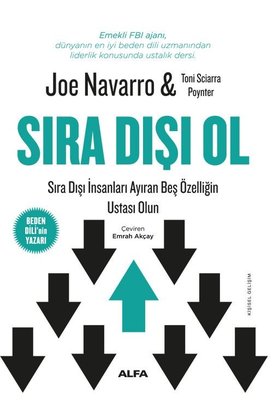 Emekli FBI ajanı,
dünyanın en iyi beden dili uzmanından
liderlik konusunda ustalık dersi.
Joe Navarro & Toni Sciarra
Poynter
SIRA DIŞI OL
Sıra Dışı İnsanları Ayıran Beş Özelliğin
Ustası Olun
BEDEN
DİLİ'nin
YAZARI
Çeviren
Emrah Akçay
KİŞİSEL GELİŞİM
ALFA